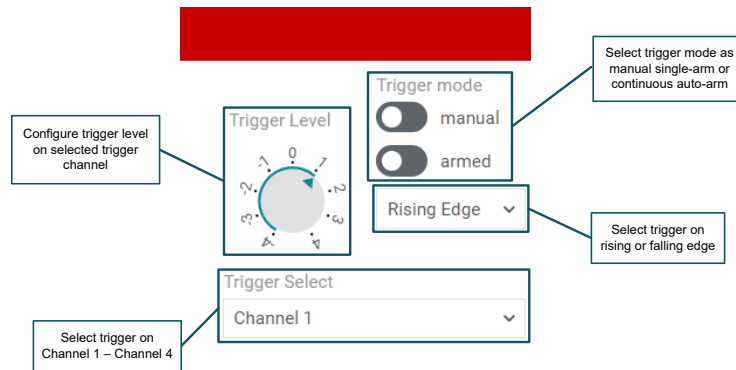 Select trigger mode as
manual single-arm or
continuous auto-arm
Trigger mode
manual
armed
Configure trigger level
on selected trigger
channel
Trigger Level
-4
-3
-2
-1
0
1
2
3
4
Rising Edge
Select trigger on
rising or falling edge
Trigger Select
Channel 1
Select trigger on
Channel 1 – Channel 4